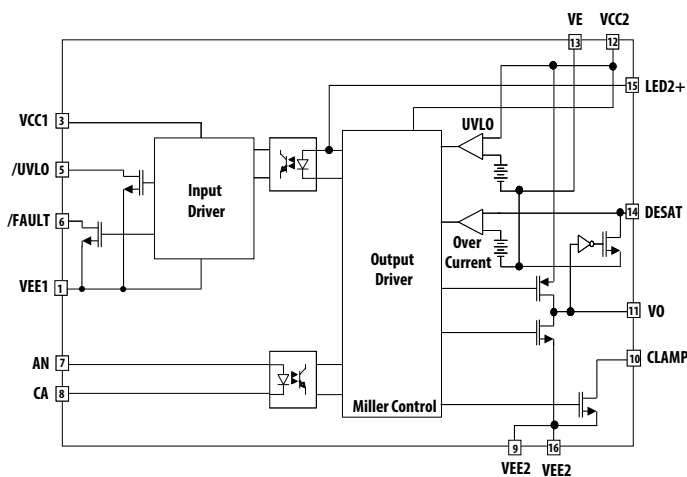 VE
VCC2
13
12
15
LED2+
VCC1
3
UVLO
/UVLO
5
Input
Driver
/FAULT
6
14
DESAT
Over
Current
Output
Driver
VEE1
1
11
VO
AN
7
10
CLAMP
CA
8
Miller Control
9
16
VEE2
VEE2